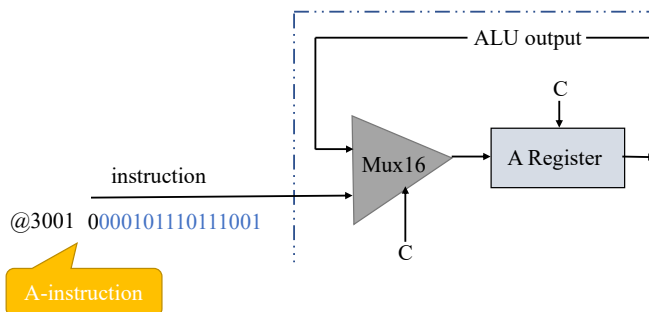 ALU output
C
Mux16
A Register
instruction
@3001 0000101110111001
C
A-instruction